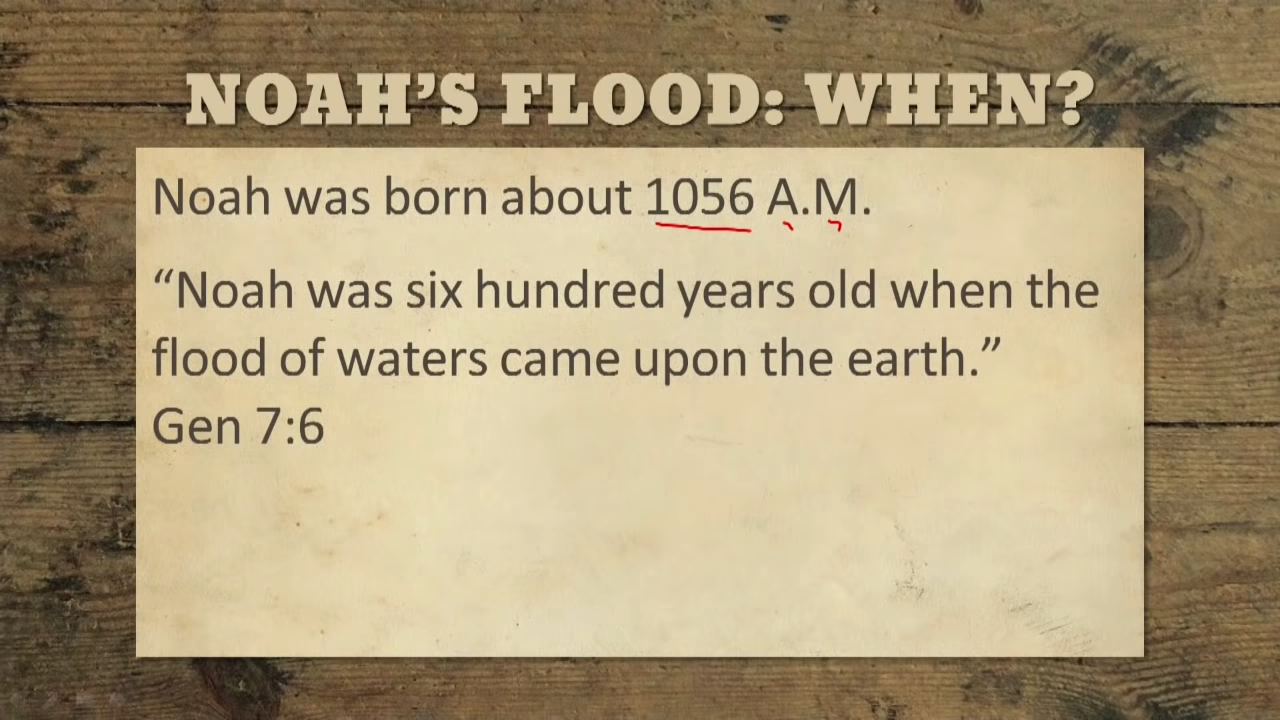 NOAH’S FLOOD: WHEN?
Noah was born about 1056 A.M.
“Noah was six hundred years old when the
flood of waters came upon the earth.”
Gen 7:6